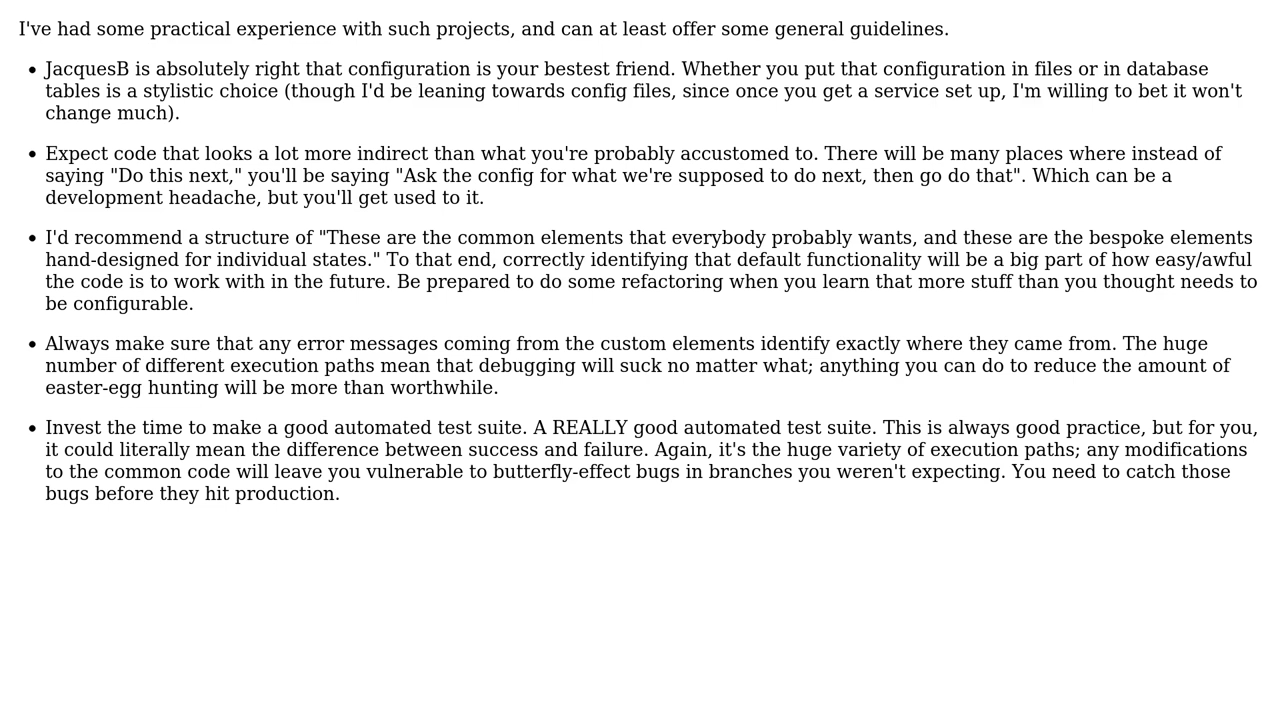 I've had some practical experience with such projects, and can at least offer some general guidelines.
• JacquesB is absolutely right that configuration is your bestest friend. Whether you put that configuration in files or in database
tables is a stylistic choice (though I'd be leaning towards config files, since once you get a service set up, I'm willing to bet it won't
change much).
• Expect code that looks a lot more indirect than what you're probably accustomed to. There will be many places where instead of
saying "Do this next," you'll be saying "Ask the config for what we're supposed to do next, then go do that". Which can be a
development headache, but you'll get used to it.
• I'd recommend a structure of "These are the common elements that everybody probably wants, and these are the bespoke elements
hand-designed for individual states." To that end, correctly identifying that default functionality will be a big part of how easy/awful
the code is to work with in the future. Be prepared to do some refactoring when you learn that more stuff than you thought needs to
be configurable.
• Always make sure that any error messages coming from the custom elements identify exactly where they came from. The huge
number of different execution paths mean that debugging will suck no matter what; anything you can do to reduce the amount of
easter-egg hunting will be more than worthwhile.
• Invest the time to make a good automated test suite. A REALLY good automated test suite. This is always good practice, but for you,
it could literally mean the difference between success and failure. Again, it's the huge variety of execution paths; any modifications
to the common code will leave you vulnerable to butterfly-effect bugs in branches you weren't expecting. You need to catch those
bugs before they hit production.